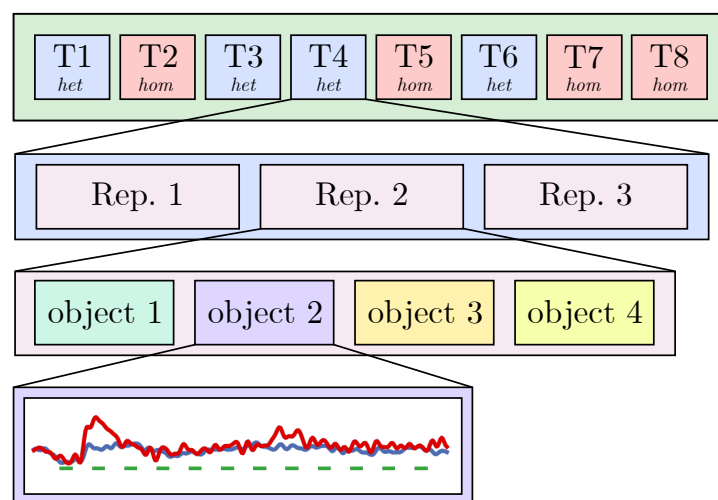 T1 T2 T3 T4 T5 T6 T7 T8
het hom het het hom het hom hom
Rep. 1 Rep. 2 Rep. 3
object 1 object 2 object 3 object 4